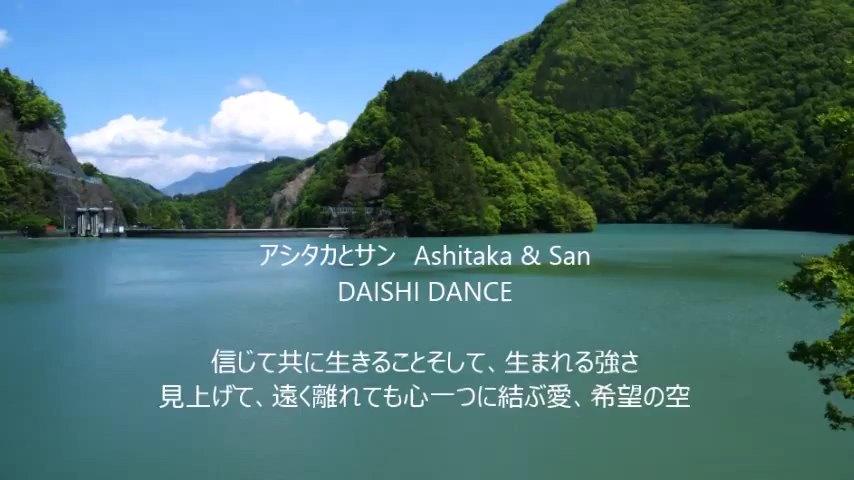 アシタカとサン　Ashitaka & San
DAISHI DANCE
信じて共に生きることそして、生まれる強さ
見上げて、遠く離れても心一つに結ぶ愛、希望の空